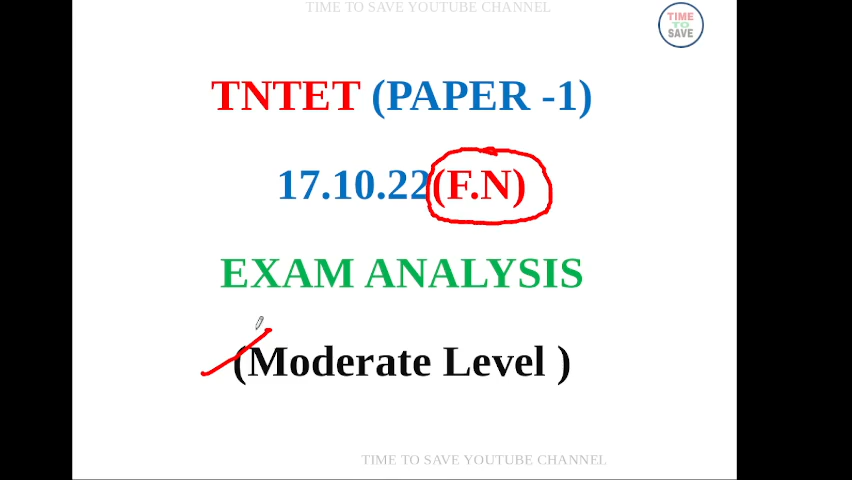 TIME TO SAVE YOUTUBE CHANNEL
TIME
TO
SAVE
TNTET (PAPER -1)
17.10.22(F.N)
EXAM ANALYSIS
(Moderate Level )
TIME TO SAVE YOUTUBE CHANNEL